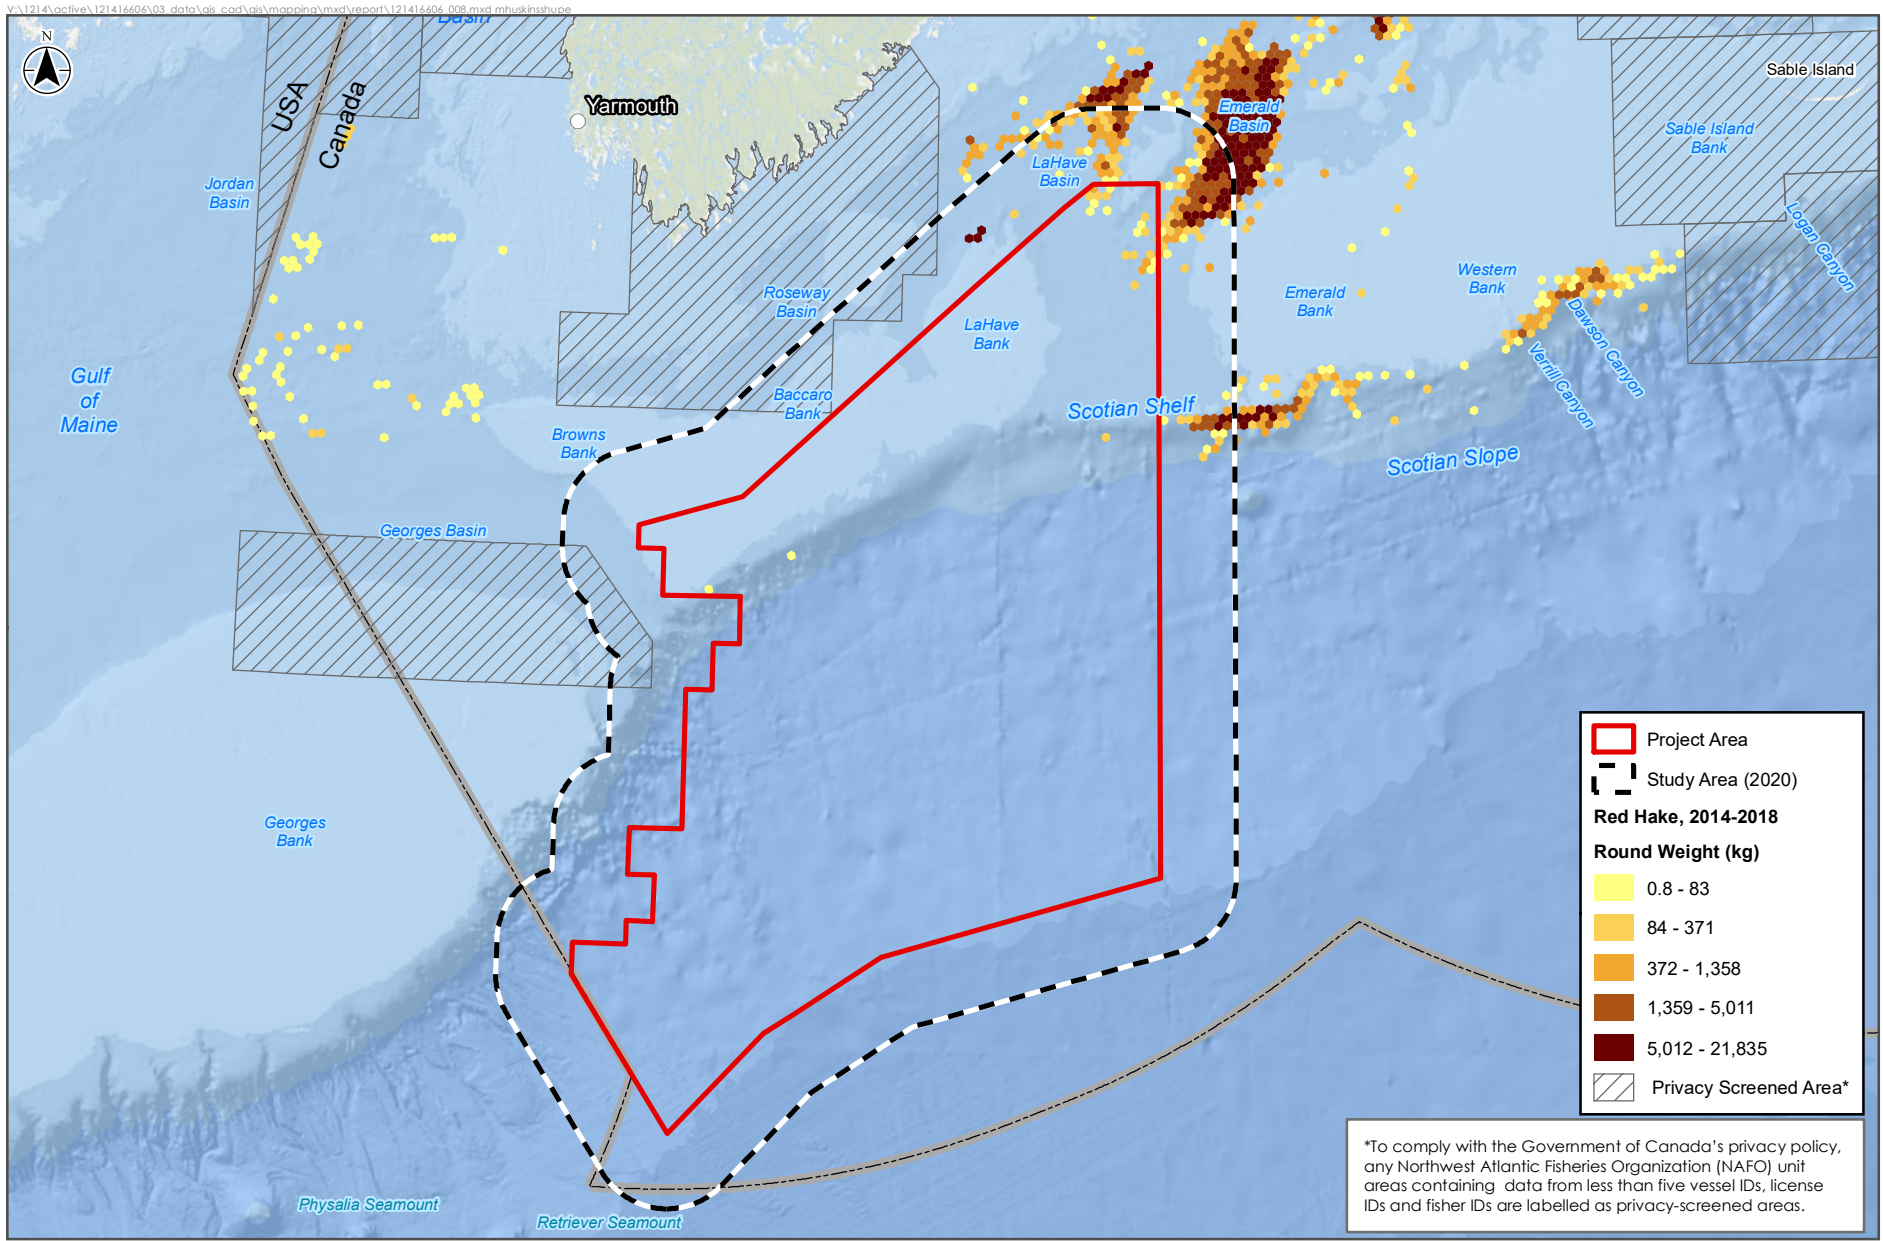 V:\1214\active\121416606\03_data\gis_cad\gis\mapping\mxd\report\121416606_008.mxd mhuskinsshupe
N
Basin
USA
Canada
Yarmouth
Jordan
Basin
Emerald
Basin
LaHave
Basin
Sable Island
Sable Island
Bank
Logan Canyon
Western
Bank
Dawson Canyon
Verrill Canyon
Roseway
Basin
Emerald
Bank
LaHave
Bank
Gulf
of
Maine
Baccaro
Bank
Scotian Shelf
Browns
Bank
Scotian Slope
Georges Basin
Georges
Bank
Physalia Seamount
Retriever Seamount
Project Area
Study Area (2020)
Red Hake, 2014-2018
Round Weight (kg)
0.8 - 83
84 - 371
372 - 1,358
1,359 - 5,011
5,012 - 21,835
Privacy Screened Area*
*To comply with the Government of Canada's privacy policy,
any Northwest Atlantic Fisheries Organization (NAFO) unit
areas containing  data from less than five vessel IDs, license
IDs and fisher IDs are labelled as privacy-screened areas.